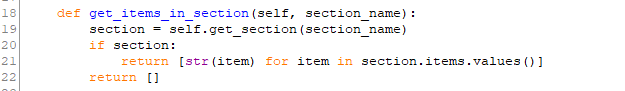 18     def get_items_in_section(self, section_name):
19         section = self.get_section(section_name)
20         if section:
21             return [str(item) for item in section.items.values()]
22         return []